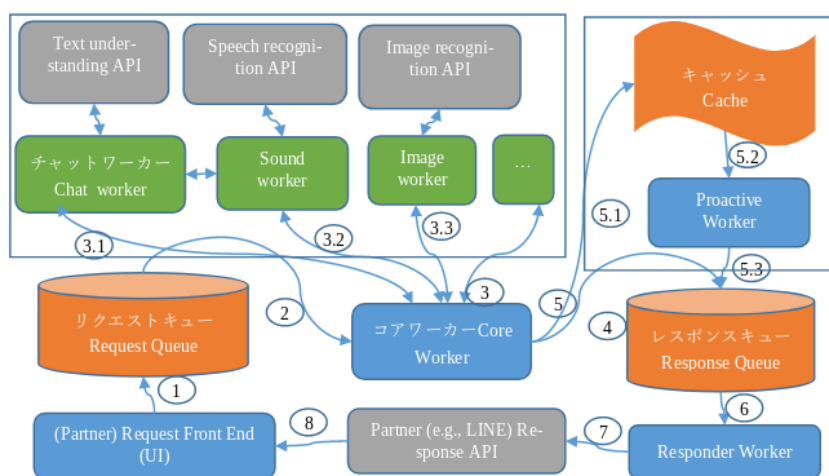 Text under-
standing API
Speech recogni-
tion API
Image recogni-
tion API
キャッシュ
Cache
チャットワーカー
Chat worker
Sound
worker
Image
worker
...
5.2
Proactive
Worker
5.1
3.1
3.2
3.3
5.3
リクエストキュー
Request Queue
2
コアワーカーCore
Worker
3
5
4
レスポンスキュー
Response Queue
1
6
(Partner) Request Front End
(UI)
8
Partner (e.g., LINE) Re-
sponse API
7
Responder Worker